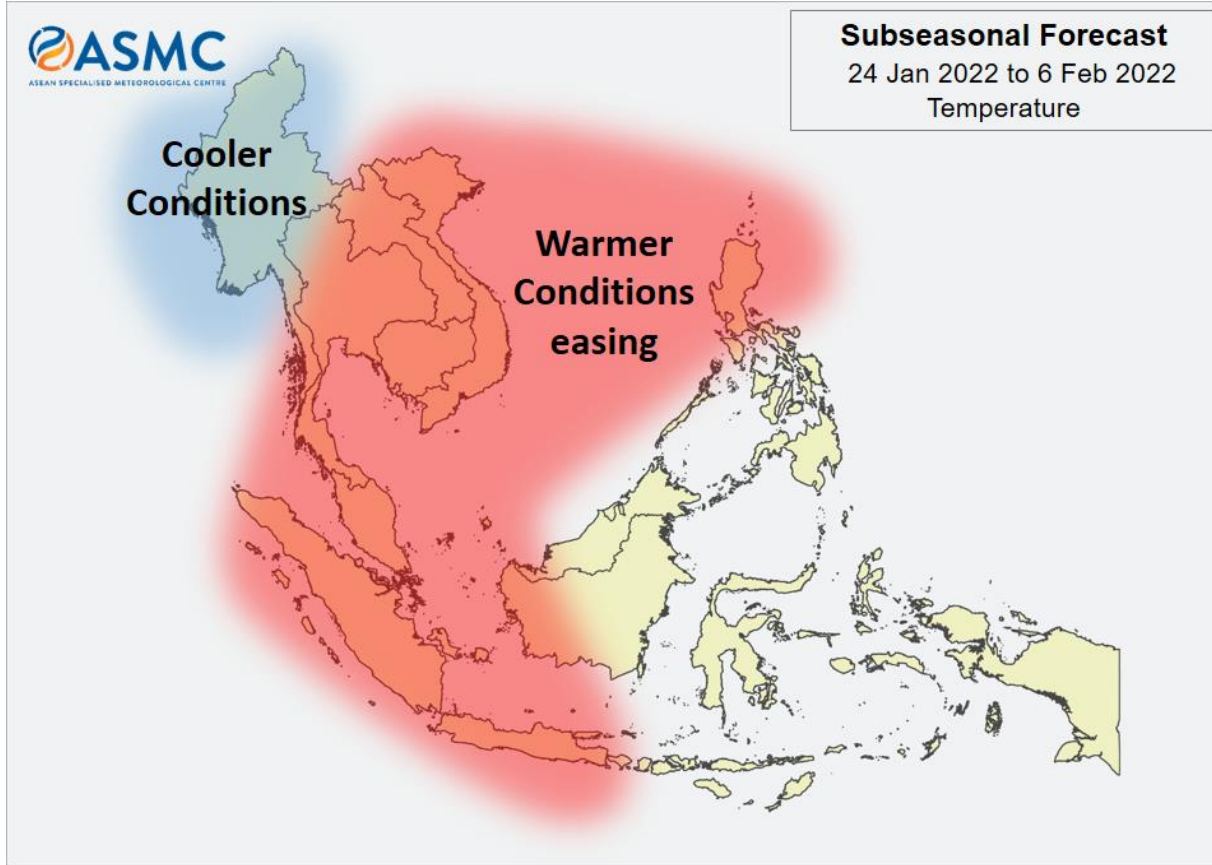 ASMC
ASEAN SPECIALISED METEOROLOGICAL CENTRE
Subseasonal Forecast
24 Jan 2022 to 6 Feb 2022
Temperature
Cooler
Conditions
Warmer
Conditions
easing